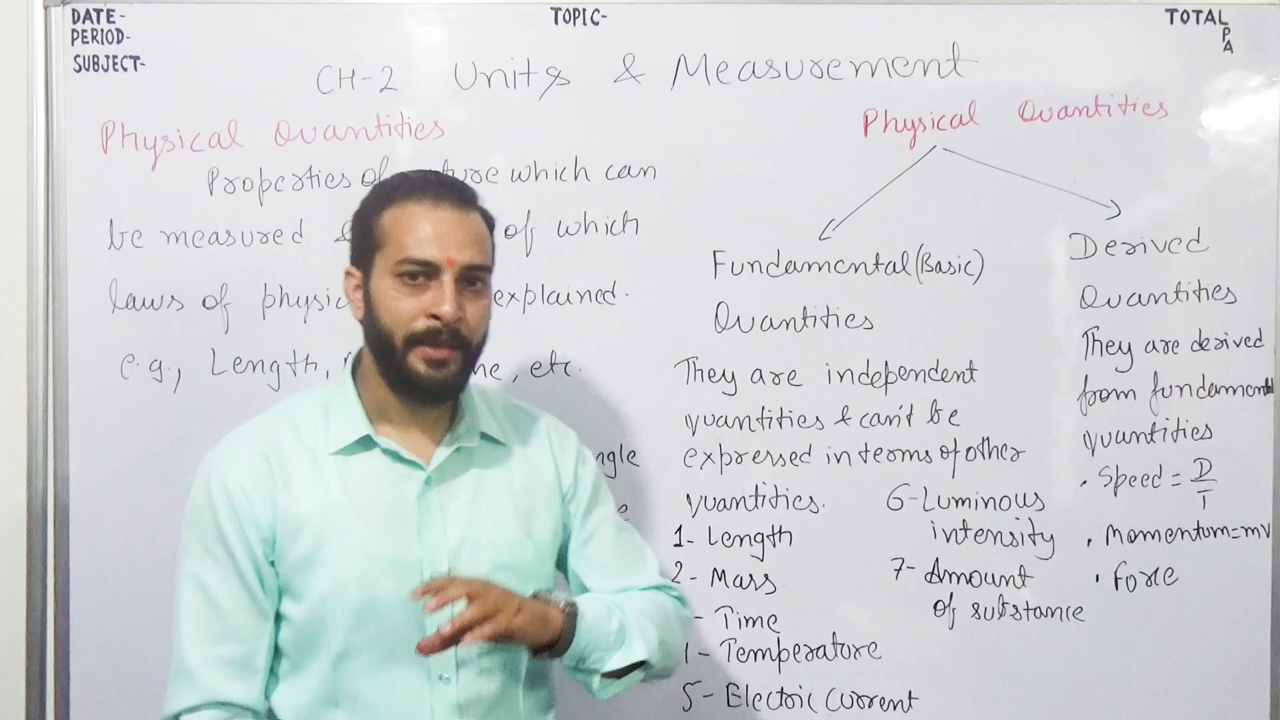 DATE-
PERIOD-
SUBJECT-
TOPIC-
TOTAL
P
A
CH-2 Units & Measurement
Physical Quantities
Properties of which can
be measured of which
laws of explained.
e.g., Length, etc.
Physical Quantities
Fundamental (Basic)
Quantities
They are independent
quantities & can't be
expressed in terms of other
quantities.
1- Length
2- Mass
- Time
- Temperature
5- Electric Current
6- Luminous
intensity
7- Amount
of substance
Derived
Quantities
They are derived
from fundamental
quantities
. Speed = D
T
. Momentum = mv
. Force